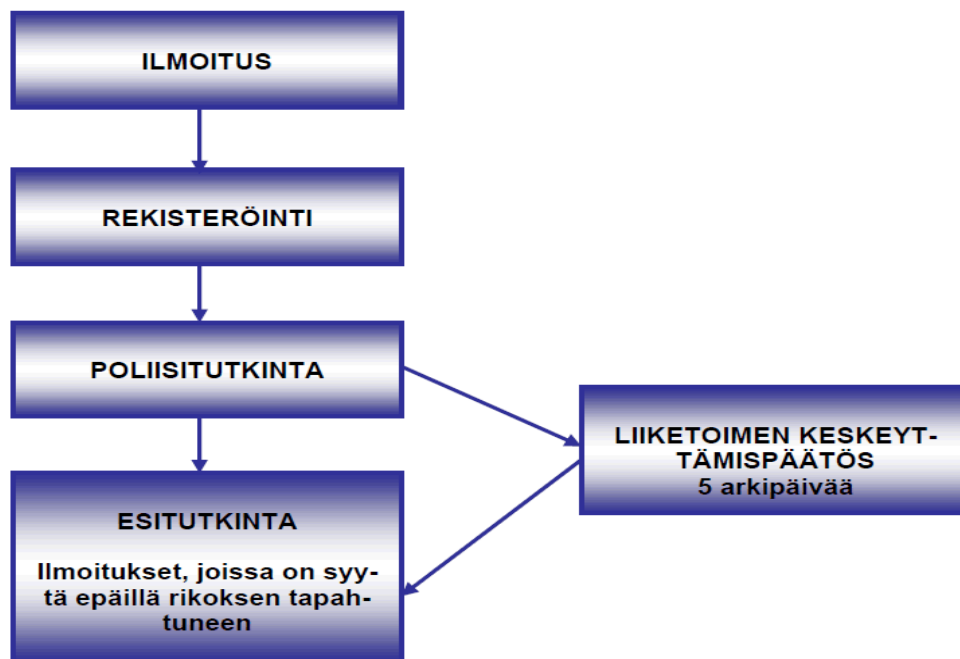 ILMOITUS
REKISTERÖINTI
POLIISITUTKINTA
LIIKETOIMEN KESKEYT-
TÄMISPÄÄTÖS
5 arkipäivää
ESITUTKINTA
Ilmoitukset, joissa on syy-
tä epäillä rikoksen tapah-
tuneen